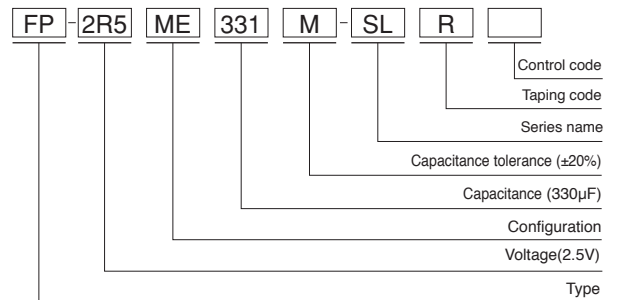 FP-2R5 ME 331 M-SL R
Control code
Taping code
Series name
Capacitance tolerance (±20%)
Capacitance (330µF)
Configuration
Voltage(2.5V)
Type